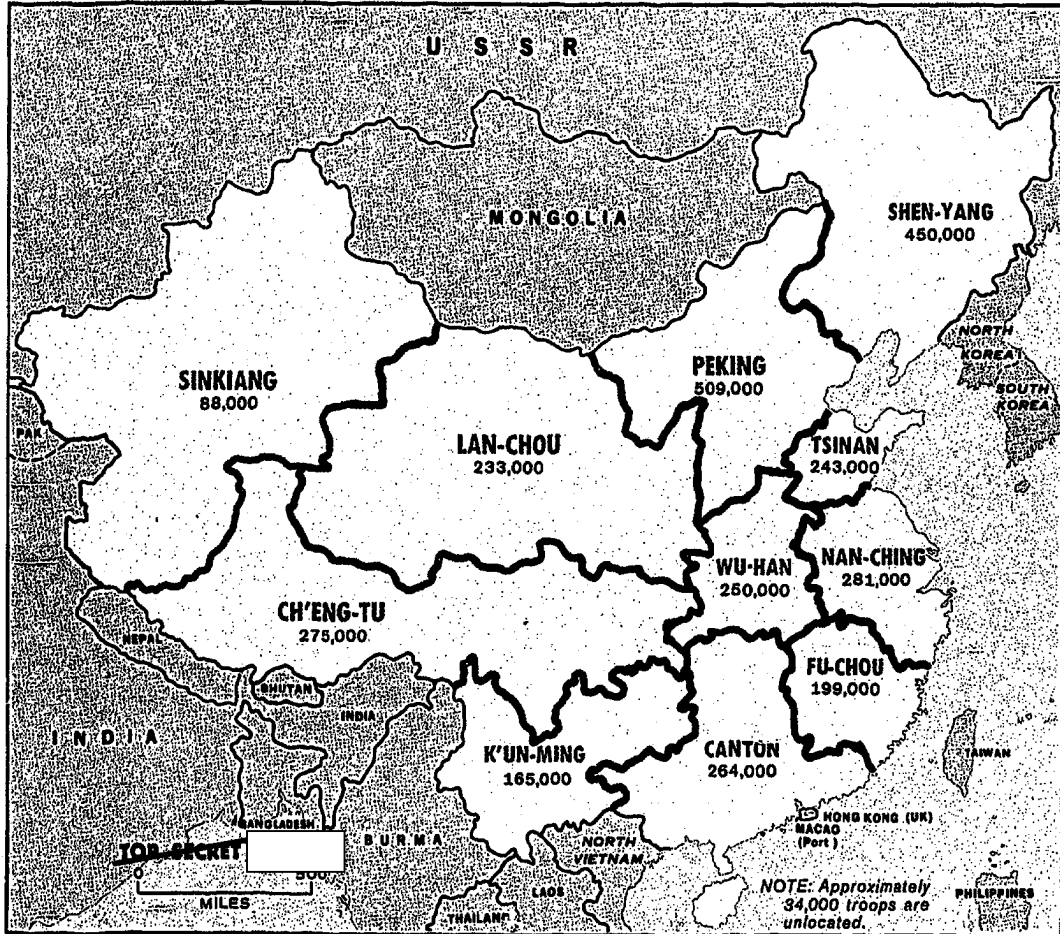 U S S R
MONGOLIA
SHEN-YANG
450,000
NORTH
KOREA
SOUTH
KOREA
PEKING
509,000
SINKIANG
88,000
PAK.
LAN-CHOU
233,000
TSINAN
243,000
WU-HAN
250,000
NAN-CHING
281,000
CH'ENG-TU
275,000
NEPAL
BHUTAN
INDIA
INDIA
FU-CHOU
199,000
K'UN-MING
165,000
CANTON
264,000
TAIWAN
BANGLADESH
BURMA
HONG KONG (UK)
MACAO
(Port)
NORTH
VIETNAM
TOP SECRET
0
500
MILES
LAOS
THAILAND
NOTE: Approximately
34,000 troops are
unlocated.
PHILIPPINES